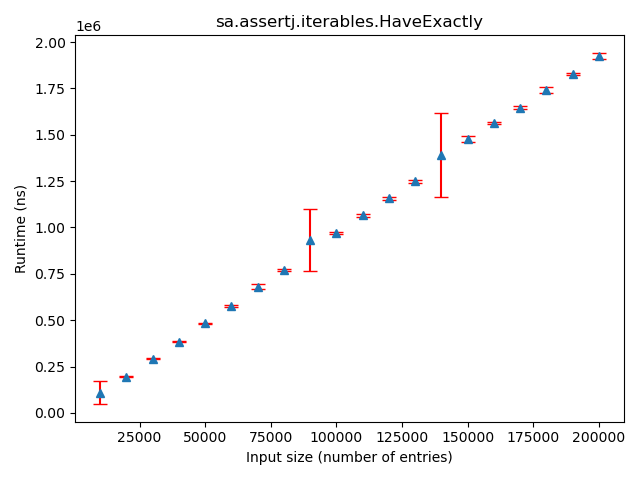 sa.assertj.iterables.HaveExactly
1e6
2.00
1.75
1.50
1.25
1.00
0.75
0.50
0.25
0.00
Runtime (ns)
25000 50000 75000 100000 125000 150000 175000 200000
Input size (number of entries)